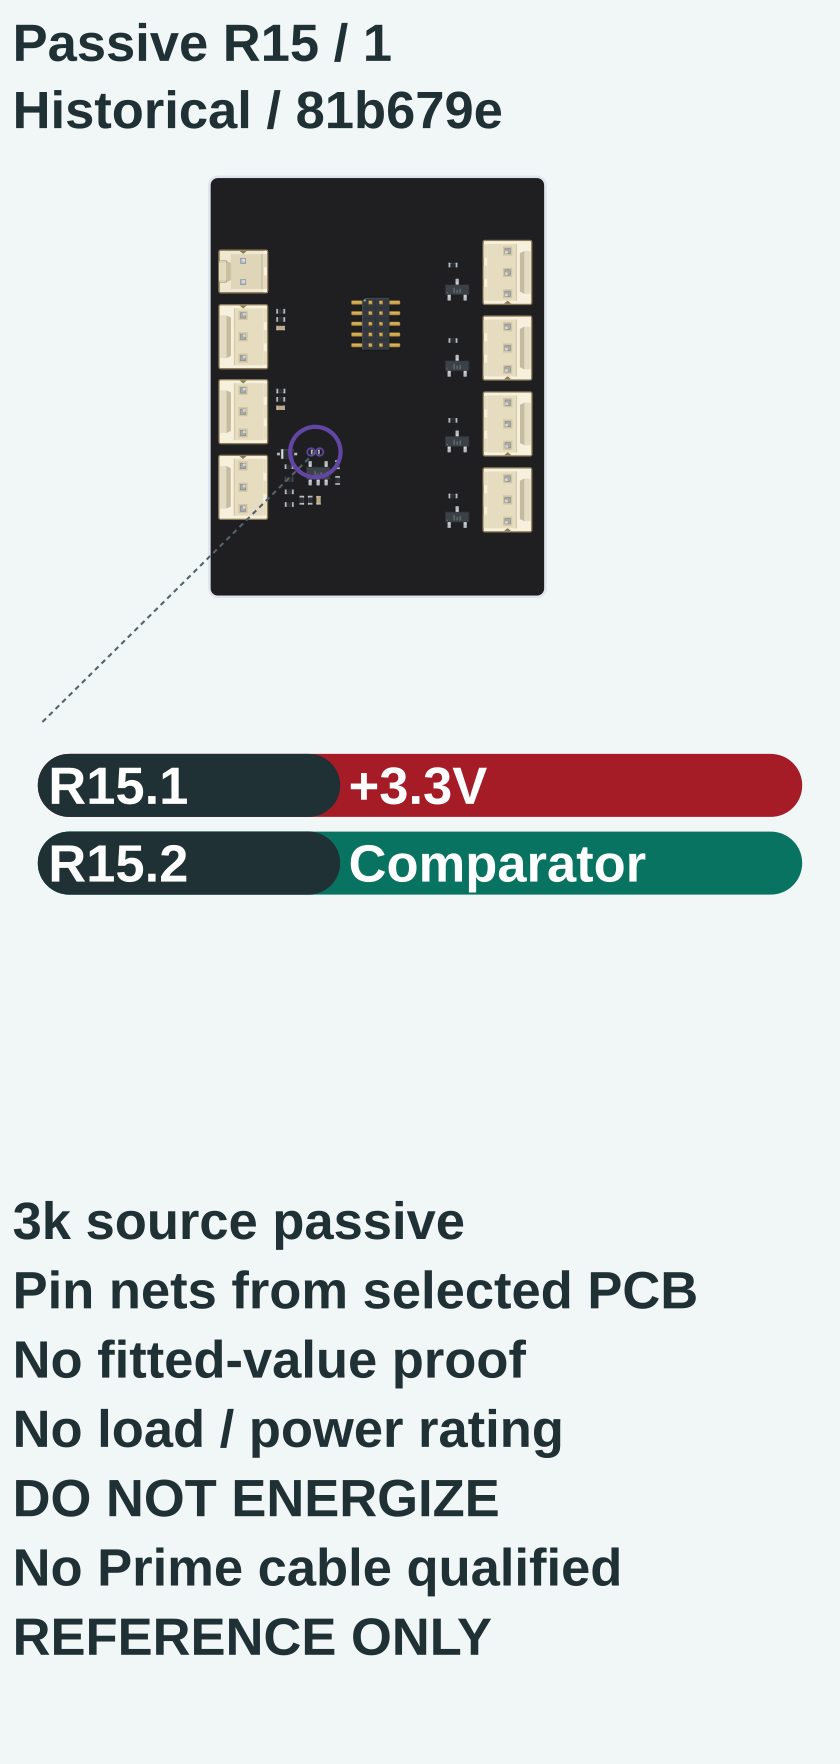 Passive R15 / 1
Historical / 81b679e
R15.1 +3.3V
R15.2 Comparator
3k source passive
Pin nets from selected PCB
No fitted-value proof
No load / power rating
DO NOT ENERGIZE
No Prime cable qualified
REFERENCE ONLY